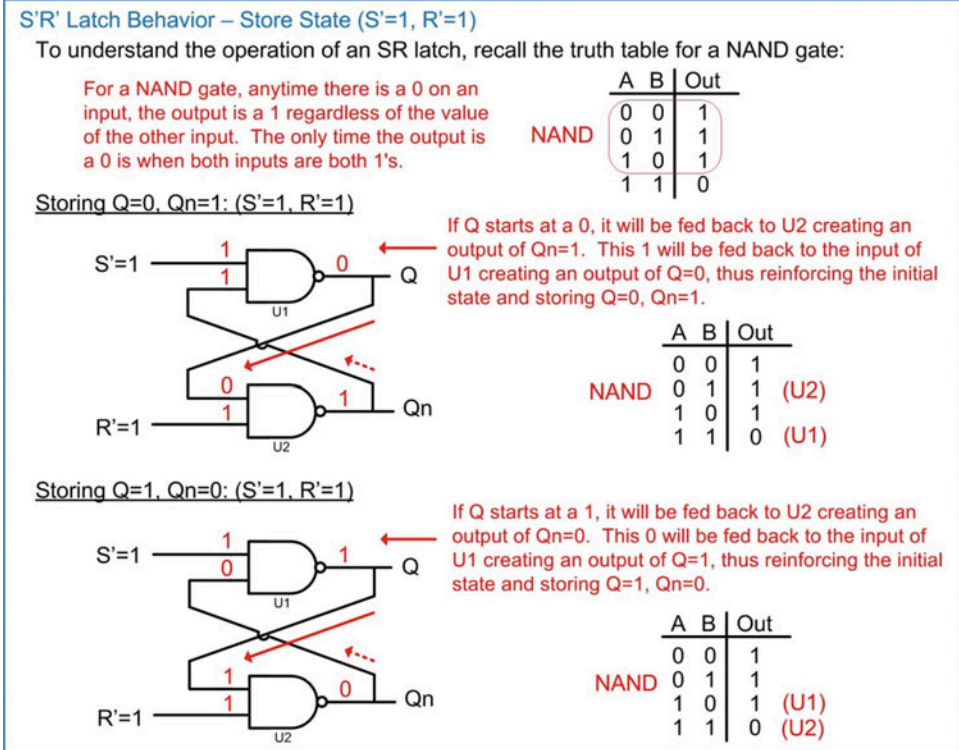 S'R' Latch Behavior – Store State (S'=1, R'=1)
To understand the operation of an SR latch, recall the truth table for a NAND gate:
For a NAND gate, anytime there is a 0 on an
input, the output is a 1 regardless of the value
of the other input.  The only time the output is
a 0 is when both inputs are both 1's.
NAND
A B Out
0 0 1
0 1 1
1 0 1
1 1 0
Storing Q=0, Qn=1: (S'=1, R'=1)
If Q starts at a 0, it will be fed back to U2 creating an
output of Qn=1.  This 1 will be fed back to the input of
U1 creating an output of Q=0, thus reinforcing the initial
state and storing Q=0, Qn=1.
S'=1
1
1
0
Q
U1
0
1
1
Qn
R'=1
U2
NAND
A B Out
0 0 1
0 1 1 (U2)
1 0 1
1 1 0 (U1)
Storing Q=1, Qn=0: (S'=1, R'=1)
If Q starts at a 1, it will be fed back to U2 creating an
output of Qn=0.  This 0 will be fed back to the input of
U1 creating an output of Q=1, thus reinforcing the initial
state and storing Q=1, Qn=0.
S'=1
1
0
1
Q
U1
1
1
0
Qn
R'=1
U2
NAND
A B Out
0 0 1
0 1 1
1 0 1 (U1)
1 1 0 (U2)